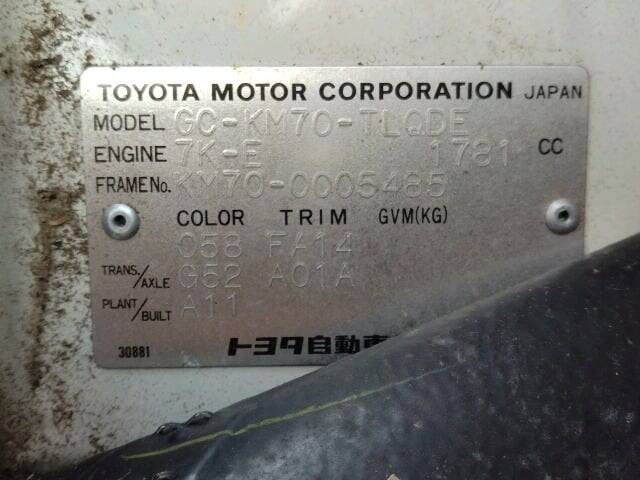 TOYOTA MOTOR CORPORATION JAPAN
MODEL GC-KM70-TLQDE
ENGINE 7K-E 1781 CC
FRAME No. KM70-0005485
COLOR TRIM GVM(KG)
058 FA14
TRANS./AXLE G52 A01A
PLANT/BUILT A11
30881 トヨタ自動車